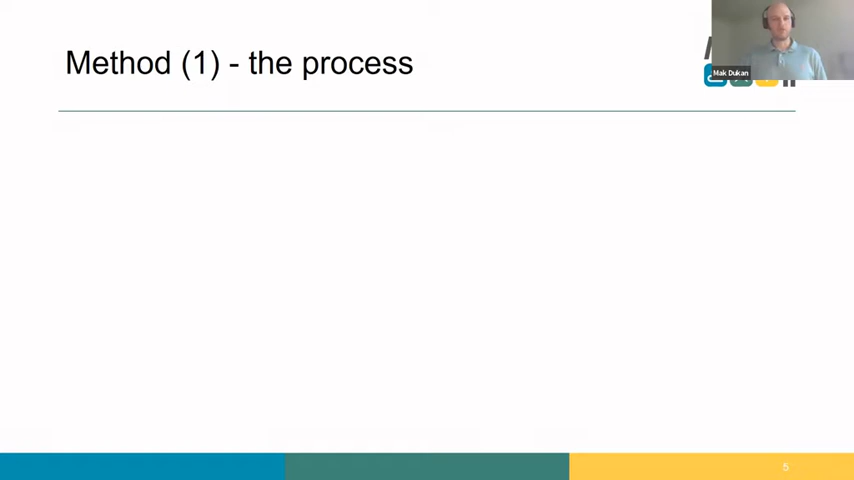 Method (1) - the process
Mak Dukan
5